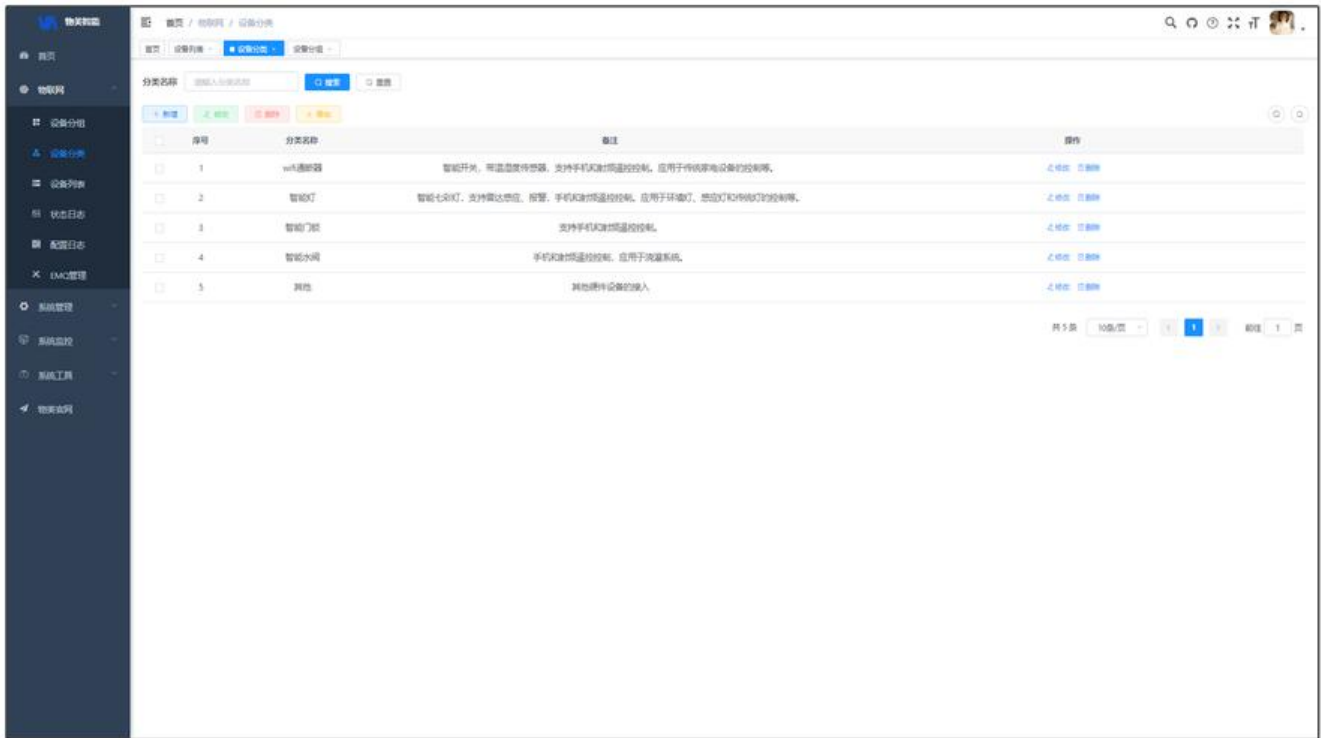 物美智能
首页 / 物联网 / 设备分类
首页 设备列表 设备分类 设备分组
首页
物联网
设备分组
设备分类
设备列表
状态日志
配置日志
EMQ管理
系统管理
系统监控
系统工具
物美官网
分类名称 请输入分类名称 搜索 重置
+ 新增 修改 删除 导出
序号 分类名称 备注 操作
1 wifi通断器 智能开关，带温湿度传感器，支持手机和射频遥控控制。应用于传统家电设备的控制等。 修改 删除
2 智能灯 智能七彩灯，支持雷达感应、报警、手机和射频遥控控制。应用于环境灯、感应灯和传统灯的控制等。 修改 删除
3 智能门锁 支持手机和射频遥控控制。 修改 删除
4 智能水阀 手机和射频遥控控制，应用于浇灌系统。 修改 删除
5 其他 其他硬件设备的接入 修改 删除
共 5 条 10条/页 1 前往 1 页